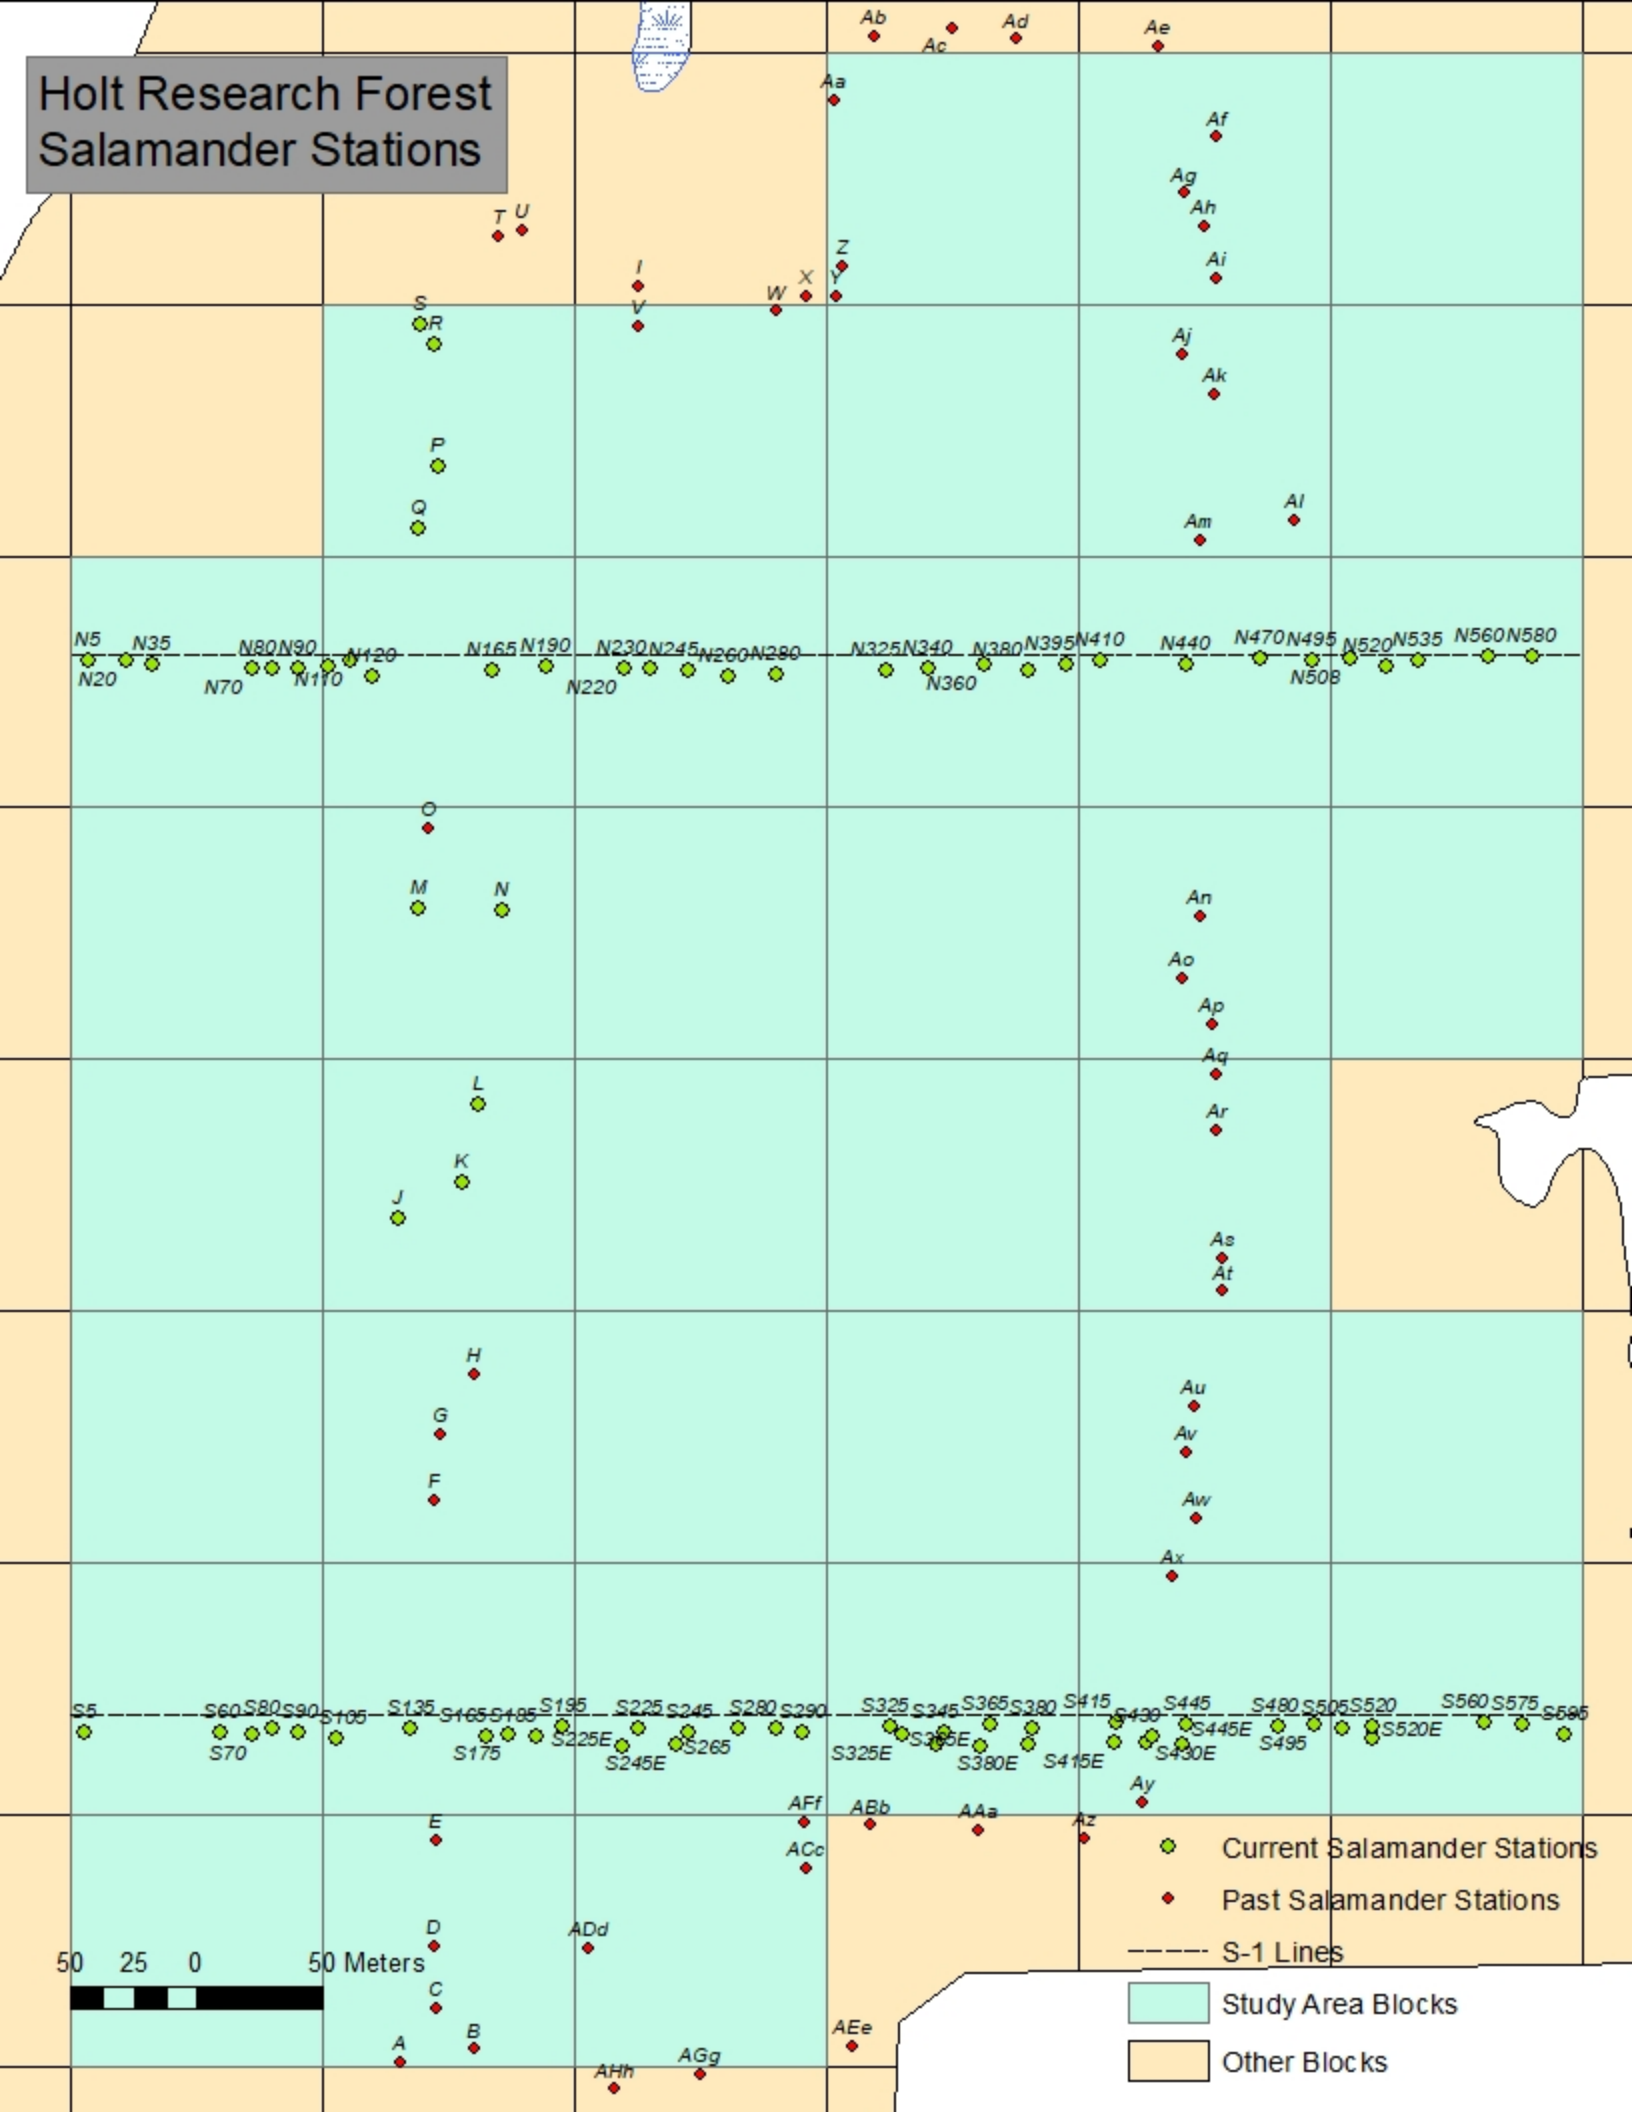 Ab
Ac
Ad
Ae
Holt Research Forest
Salamander Stations
Aa
Af
Ag
Ah
T
U
Z
Ai
I
X
Y
W
S
V
R
Aj
Ak
P
Q
Al
Am
N5 N35 N80 N90 N120 N165 N190 N230 N245 N260 N280 N325 N340 N380 N395 N410 N440 N470 N495 N520 N535 N560 N580
N20 N70 N110 N220 N360 N508
O
M
N
An
Ao
Ap
Aq
L
Ar
K
J
As
At
H
Au
G
Av
F
Aw
Ax
S5 S60 S80 S90 S105 S135 S165 S185 S195 S225 S245 S280 S290 S325 S345 S365 S380 S415 S430 S445 S480 S505 S520 S560 S575 S595
S70 S175 S225E S245E S265 S325E S365E S380E S415E S430E S445E S495 S520E
Ay
AFf
ABb
AAa
Az
E
Current Salamander Stations
ACc
Past Salamander Stations
D
ADd
S-1 Lines
50 25 0 50 Meters
C
Study Area Blocks
B
A
AEe
AGg
Other Blocks
AHh